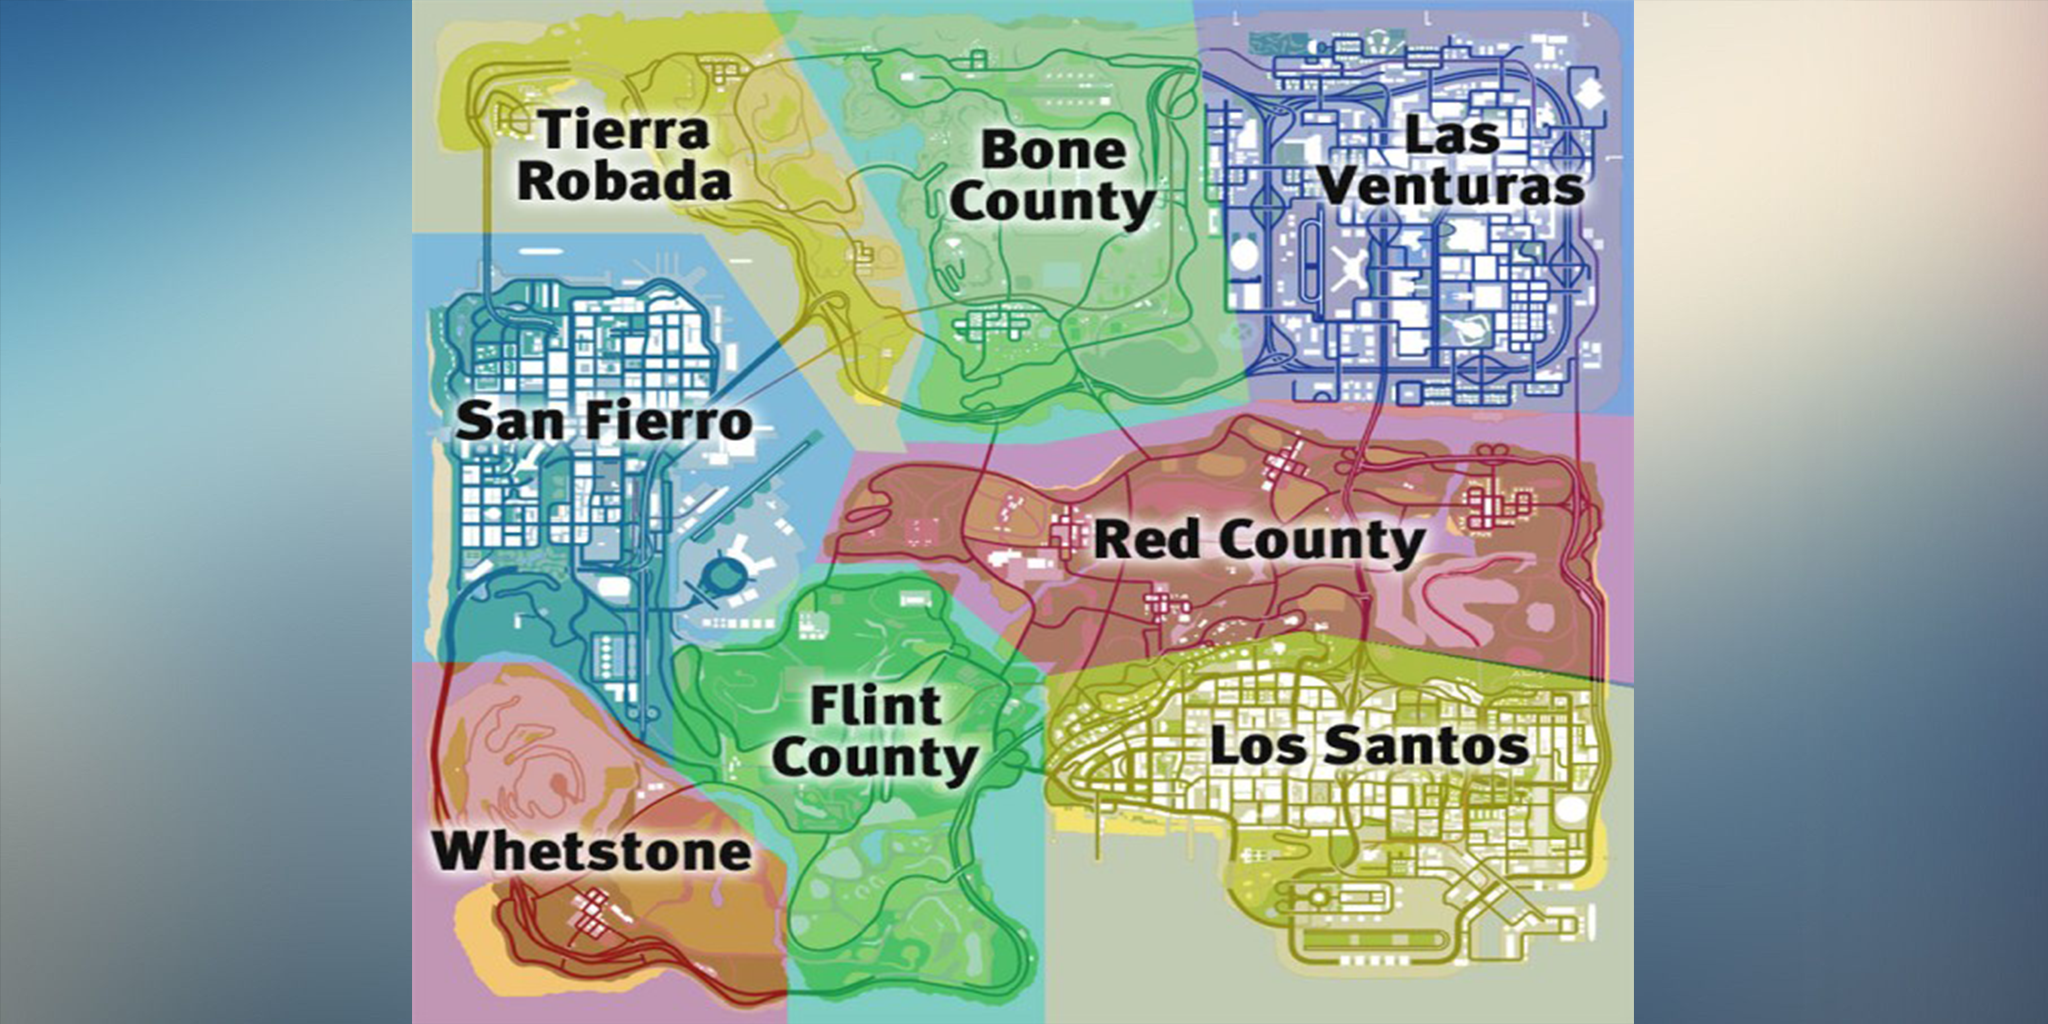 Tierra
Robada
Bone
County
Las
Venturas
San Fierro
Red County
Flint
County
Los Santos
Whetstone